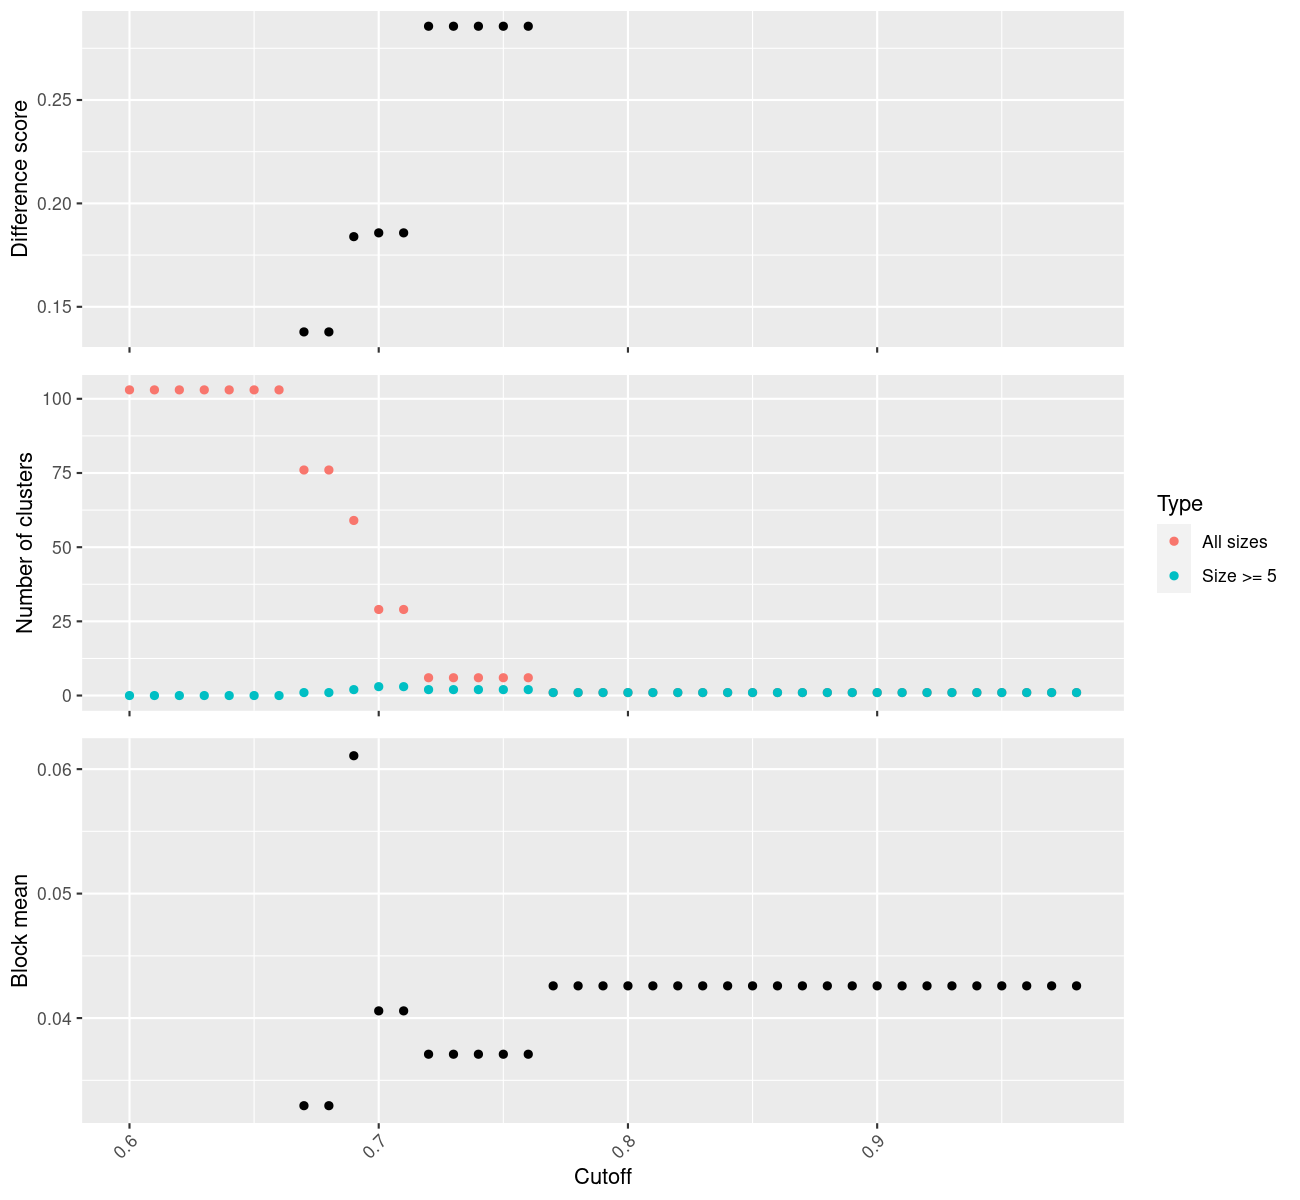 Difference score
0.25
0.20
0.15
Number of clusters
100
75
50
25
0
Type
All sizes
Size >= 5
Block mean
0.06
0.05
0.04
0.6
0.7
0.8
0.9
Cutoff